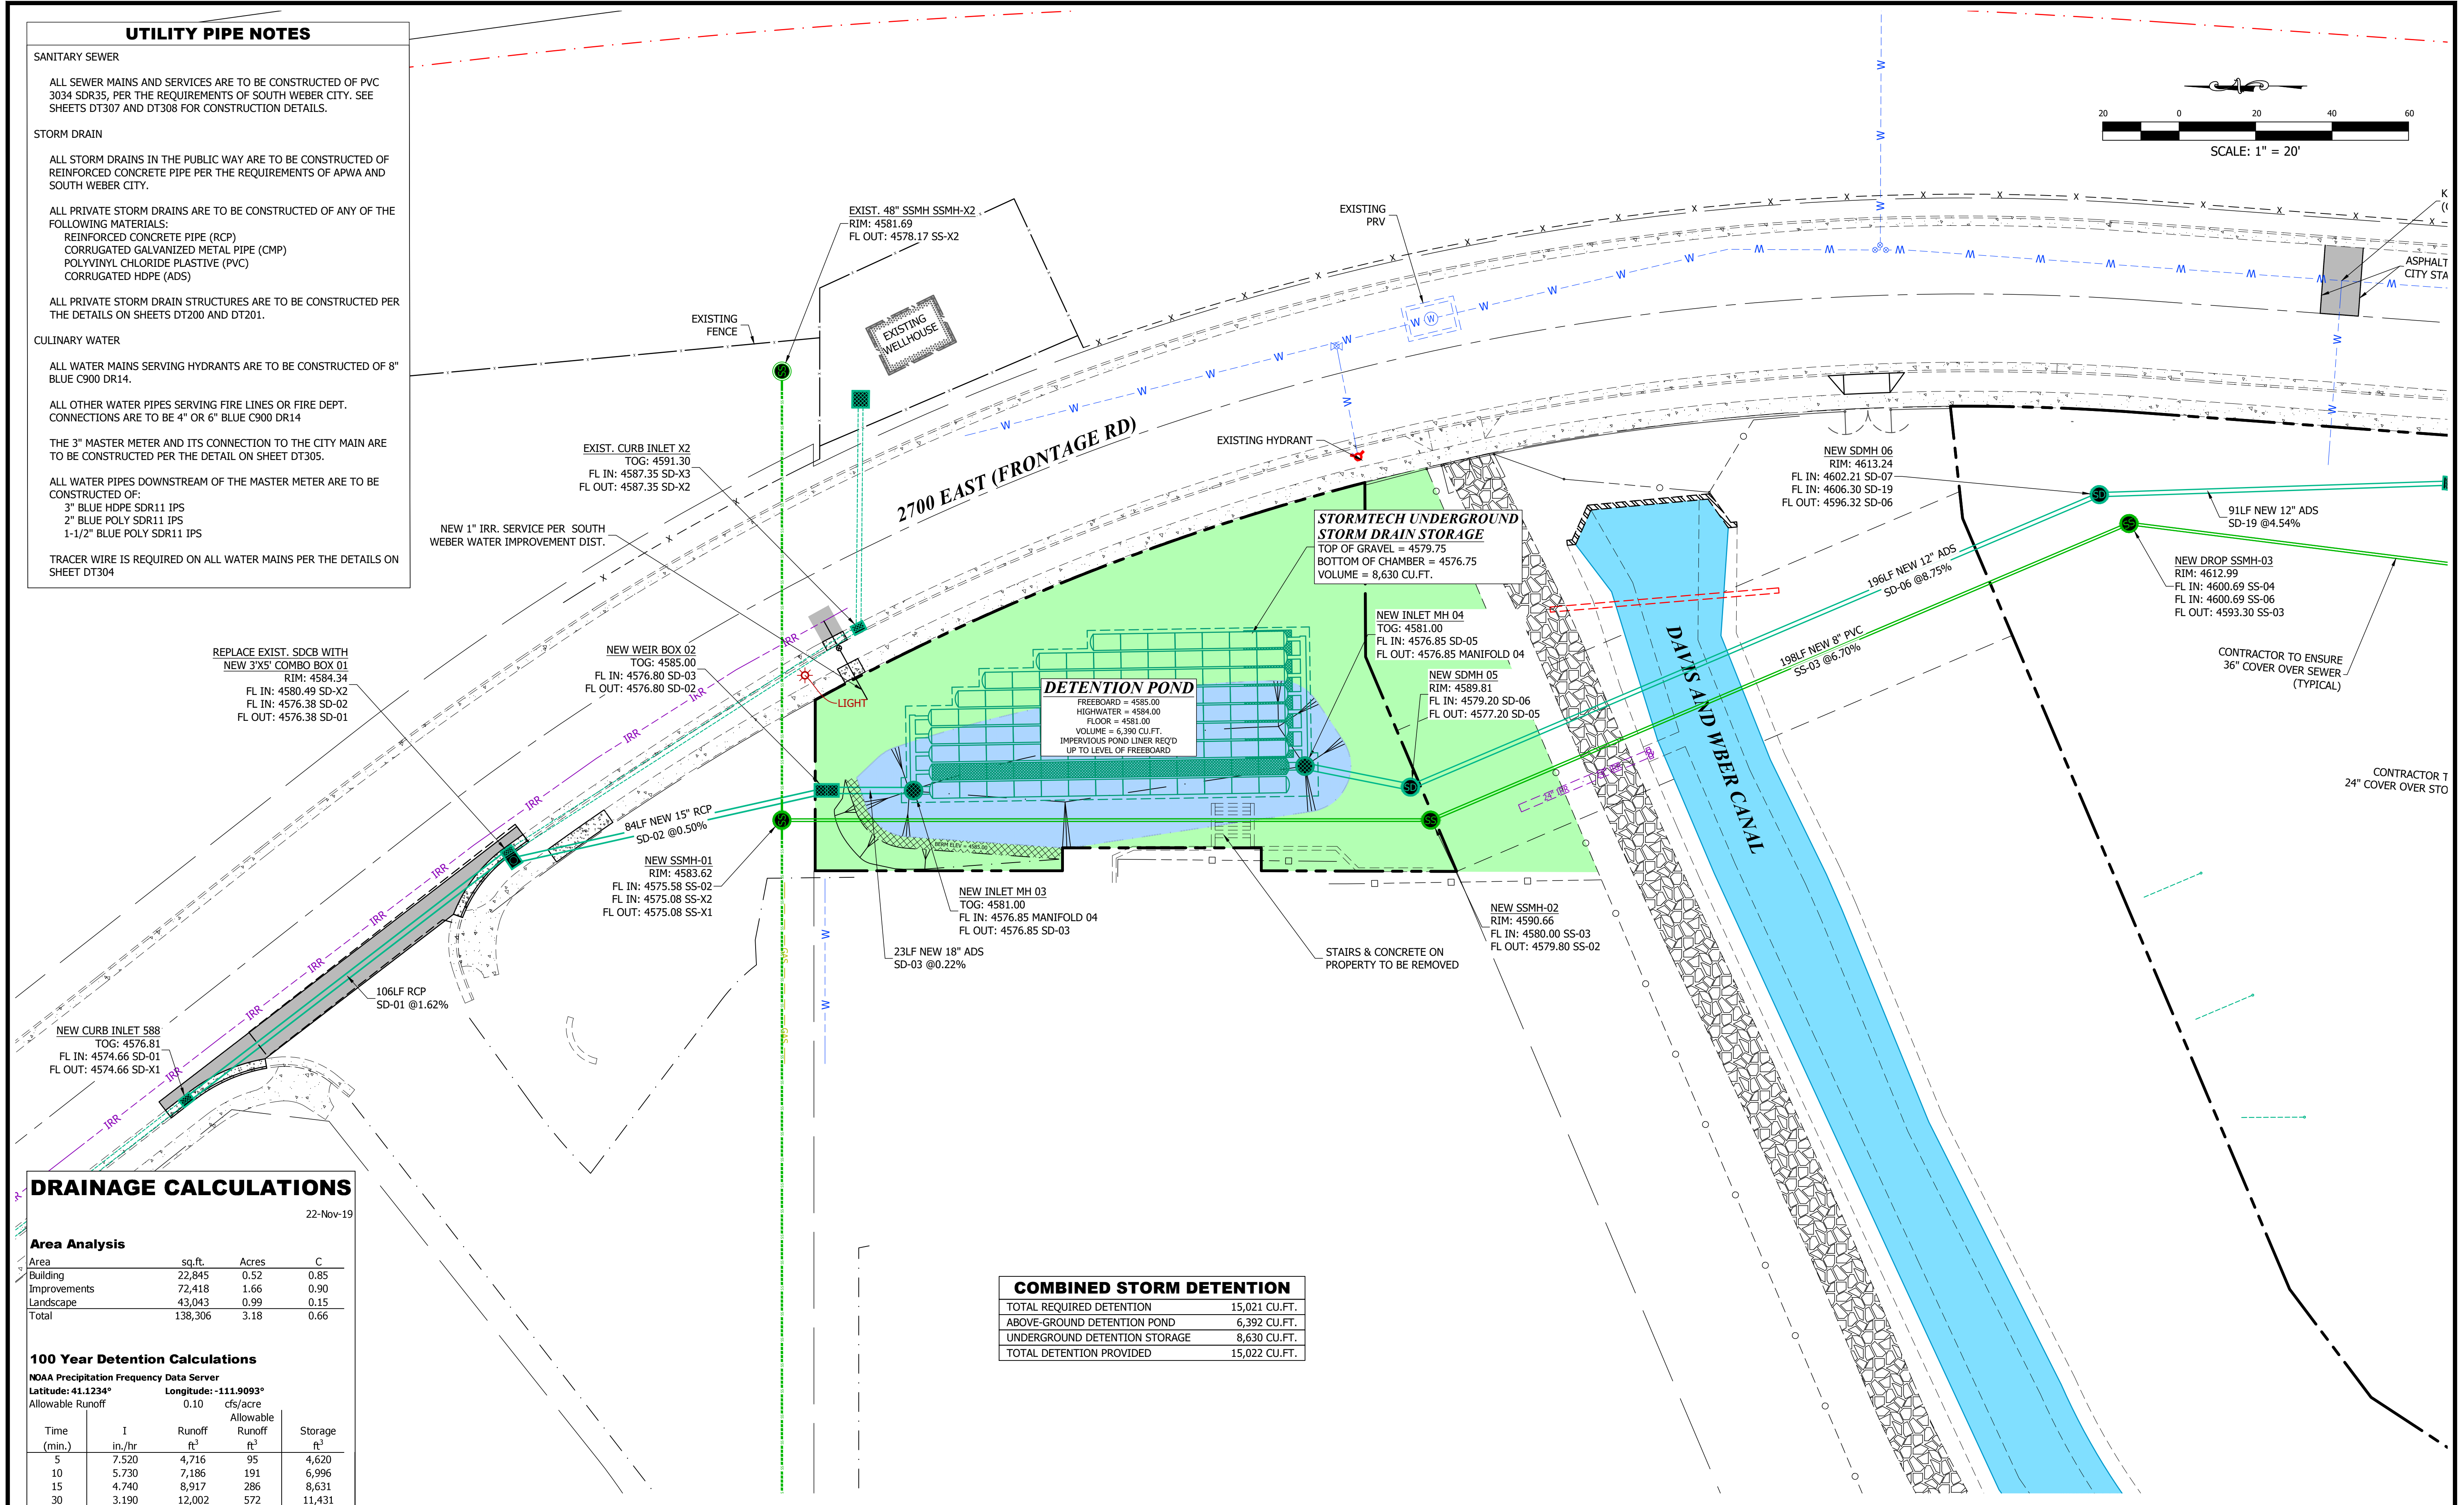 UTILITY PIPE NOTES
SANITARY SEWER
ALL SEWER MAINS AND SERVICES ARE TO BE CONSTRUCTED OF PVC
3034 SDR35, PER THE REQUIREMENTS OF SOUTH WEBER CITY. SEE
SHEETS DT307 AND DT308 FOR CONSTRUCTION DETAILS.
STORM DRAIN
ALL STORM DRAINS IN THE PUBLIC WAY ARE TO BE CONSTRUCTED OF
REINFORCED CONCRETE PIPE PER THE REQUIREMENTS OF APWA AND
SOUTH WEBER CITY.
ALL PRIVATE STORM DRAINS ARE TO BE CONSTRUCTED OF ANY OF THE
FOLLOWING MATERIALS:
REINFORCED CONCRETE PIPE (RCP)
CORRUGATED GALVANIZED METAL PIPE (CMP)
POLYVINYL CHLORIDE PLASTIVE (PVC)
CORRUGATED HDPE (ADS)
ALL PRIVATE STORM DRAIN STRUCTURES ARE TO BE CONSTRUCTED PER
THE DETAILS ON SHEETS DT200 AND DT201.
CULINARY WATER
ALL WATER MAINS SERVING HYDRANTS ARE TO BE CONSTRUCTED OF 8"
BLUE C900 DR14.
ALL OTHER WATER PIPES SERVING FIRE LINES OR FIRE DEPT.
CONNECTIONS ARE TO BE 4" OR 6" BLUE C900 DR14
THE 3" MASTER METER AND ITS CONNECTION TO THE CITY MAIN ARE
TO BE CONSTRUCTED PER THE DETAIL ON SHEET DT305.
ALL WATER PIPES DOWNSTREAM OF THE MASTER METER ARE TO BE
CONSTRUCTED OF:
3" BLUE HDPE SDR11 IPS
2" BLUE POLY SDR11 IPS
1-1/2" BLUE POLY SDR11 IPS
TRACER WIRE IS REQUIRED ON ALL WATER MAINS PER THE DETAILS ON
SHEET DT304
20 0 20 40 60
SCALE: 1" = 20'
EXIST. 48" SSMH SSMH-X2
RIM: 4581.69
FL OUT: 4578.17 SS-X2
EXISTING
PRV
EXISTING
FENCE
EXISTING
WELLHOUSE
K
(C
ASPHALT
CITY STA
2700 EAST (FRONTAGE RD)
EXISTING HYDRANT
EXIST. CURB INLET X2
TOG: 4591.30
FL IN: 4587.35 SD-X3
FL OUT: 4587.35 SD-X2
NEW 1" IRR. SERVICE PER SOUTH
WEBER WATER IMPROVEMENT DIST.
NEW SDMH 06
RIM: 4613.24
FL IN: 4602.21 SD-07
FL IN: 4606.30 SD-19
FL OUT: 4596.32 SD-06
91LF NEW 12" ADS
SD-19 @4.54%
STORMTECH UNDERGROUND
STORM DRAIN STORAGE
TOP OF GRAVEL = 4579.75
BOTTOM OF CHAMBER = 4576.75
VOLUME = 8,630 CU.FT.
196LF NEW 12" ADS
SD-06 @8.75%
NEW DROP SSMH-03
RIM: 4612.99
FL IN: 4600.69 SS-04
FL IN: 4600.69 SS-06
FL OUT: 4593.30 SS-03
REPLACE EXIST. SDCB WITH
NEW 3'X5' COMBO BOX 01
RIM: 4584.34
FL IN: 4580.49 SD-X2
FL IN: 4576.38 SD-02
FL OUT: 4576.38 SD-01
NEW WEIR BOX 02
TOG: 4585.00
FL IN: 4576.80 SD-03
FL OUT: 4576.80 SD-02
NEW INLET MH 04
TOG: 4581.00
FL IN: 4576.85 SD-05
FL OUT: 4576.85 MANIFOLD 04
NEW SDMH 05
RIM: 4589.81
FL IN: 4579.20 SD-06
FL OUT: 4577.20 SD-05
198LF NEW 8" PVC
SS-03 @6.70%
CONTRACTOR TO ENSURE
36" COVER OVER SEWER
(TYPICAL)
LIGHT
DETENTION POND
FREEBOARD = 4585.00
HIGHWATER = 4584.00
FLOOR = 4581.00
VOLUME = 6,390 CU.FT.
IMPERVIOUS POND LINER REQ'D
UP TO LEVEL OF FREEBOARD
DAVIS AND WBER CANAL
CONTRACTOR T
24" COVER OVER STO
84LF NEW 15" RCP
SD-02 @0.50%
BERM ELEV = 4585.00
NEW SSMH-01
RIM: 4583.62
FL IN: 4575.58 SS-02
FL IN: 4575.08 SS-X2
FL OUT: 4575.08 SS-X1
NEW INLET MH 03
TOG: 4581.00
FL IN: 4576.85 MANIFOLD 04
FL OUT: 4576.85 SD-03
23LF NEW 18" ADS
SD-03 @0.22%
STAIRS & CONCRETE ON
PROPERTY TO BE REMOVED
NEW SSMH-02
RIM: 4590.66
FL IN: 4580.00 SS-03
FL OUT: 4579.80 SS-02
106LF RCP
SD-01 @1.62%
NEW CURB INLET 588
TOG: 4576.81
FL IN: 4574.66 SD-01
FL OUT: 4574.66 SD-X1
DRAINAGE CALCULATIONS
22-Nov-19
Area Analysis
Area sq.ft. Acres C
Building 22,845 0.52 0.85
Improvements 72,418 1.66 0.90
Landscape 43,043 0.99 0.15
Total 138,306 3.18 0.66
100 Year Detention Calculations
NOAA Precipitation Frequency Data Server
Latitude: 41.1234° Longitude: -111.9093°
Allowable Runoff 0.10 cfs/acre
Allowable
Time I Runoff Runoff Storage
(min.) in./hr ft³ ft³ ft³
5 7.520 4,716 95 4,620
10 5.730 7,186 191 6,996
15 4.740 8,917 286 8,631
30 3.190 12,002 572 11,431
COMBINED STORM DETENTION
TOTAL REQUIRED DETENTION 15,021 CU.FT.
ABOVE-GROUND DETENTION POND 6,392 CU.FT.
UNDERGROUND DETENTION STORAGE 8,630 CU.FT.
TOTAL DETENTION PROVIDED 15,022 CU.FT.